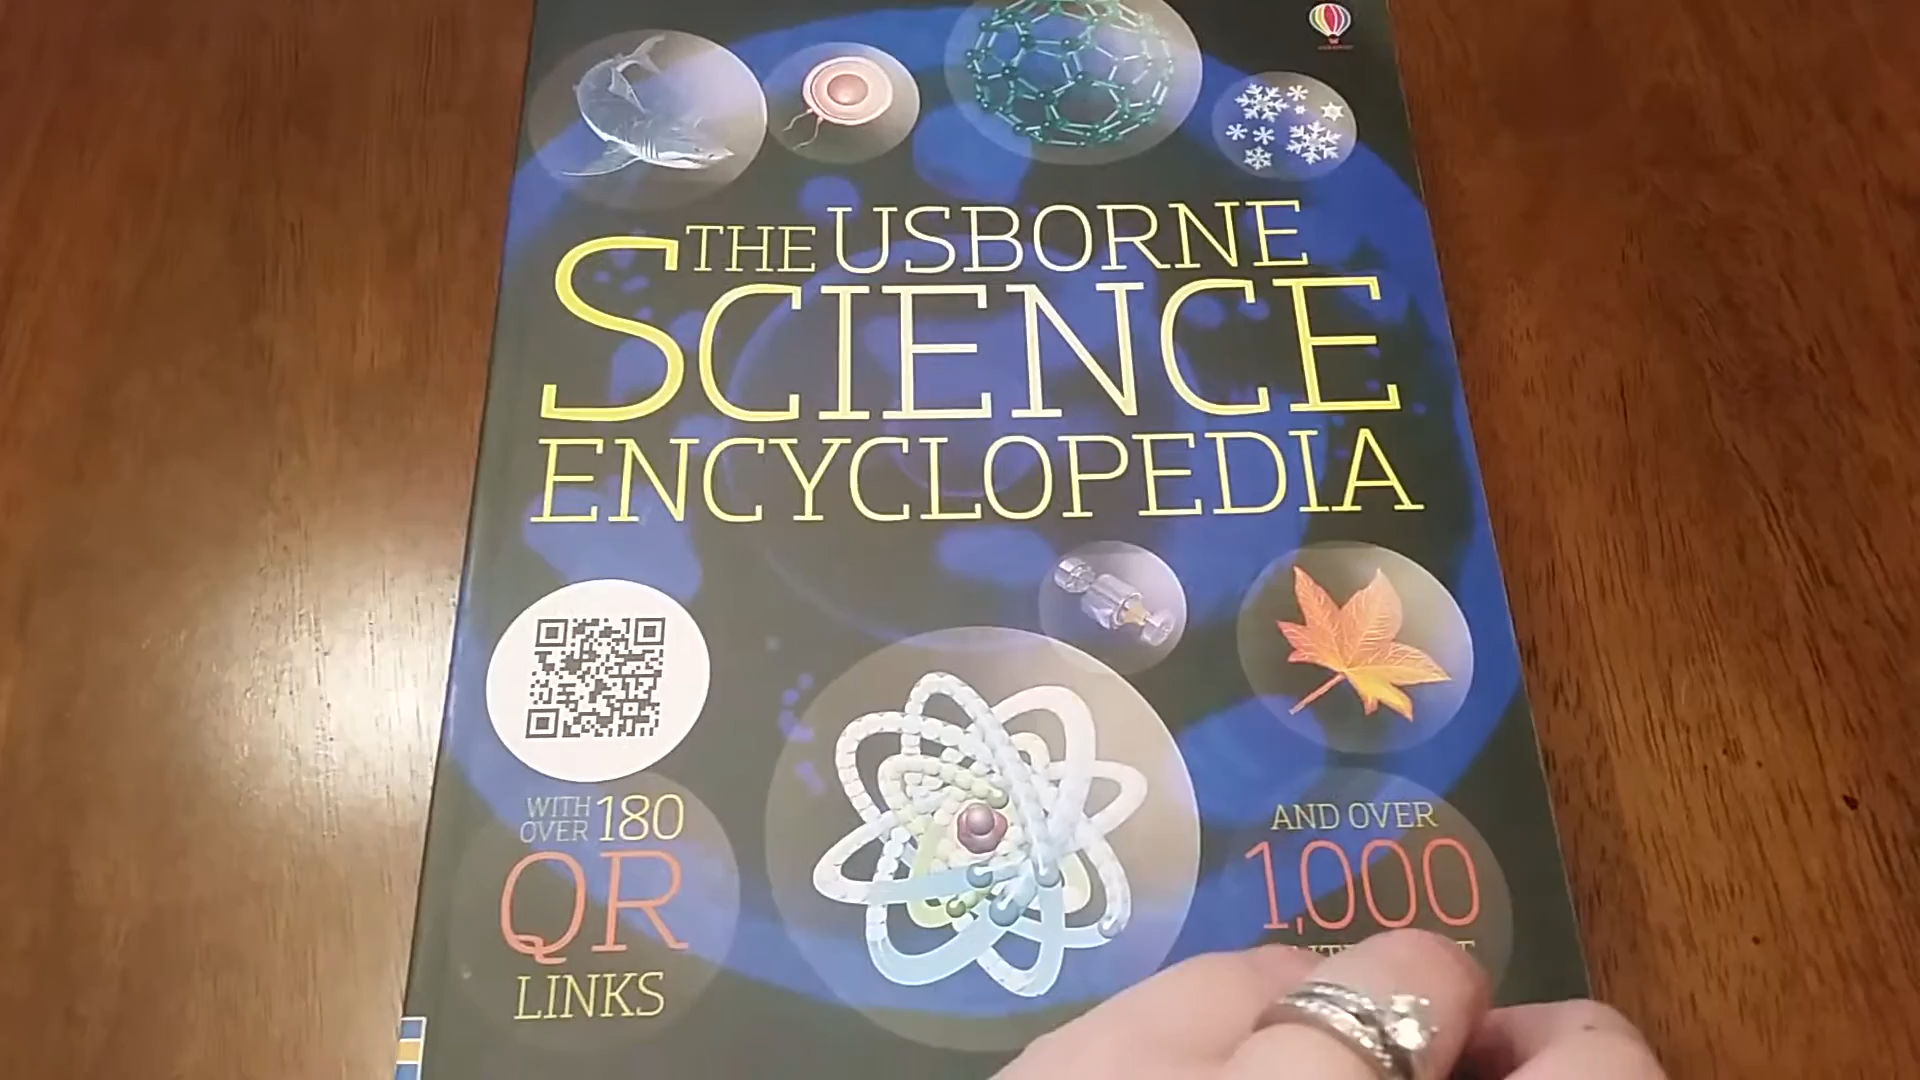 THE USBORNE
SCIENCE
ENCYCLOPEDIA
WITH
OVER 180
QR
LINKS
AND OVER
1,000